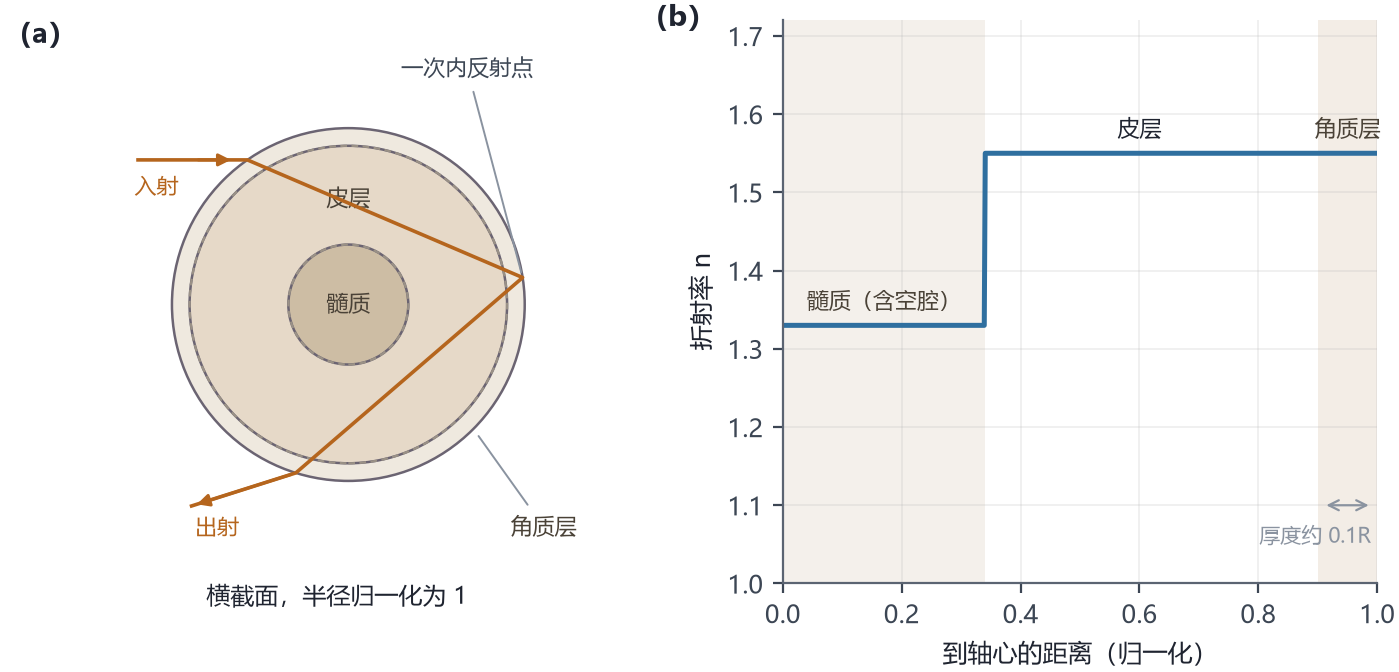 (a)
一次内反射点
入射
皮层
髓质
出射
角质层
横截面，半径归一化为 1
(b)
折射率 n
1.7
1.6
1.5
1.4
1.3
1.2
1.1
1.0
皮层
角质层
髓质（含空腔）
厚度约 0.1R
0.0 0.2 0.4 0.6 0.8 1.0
到轴心的距离（归一化）